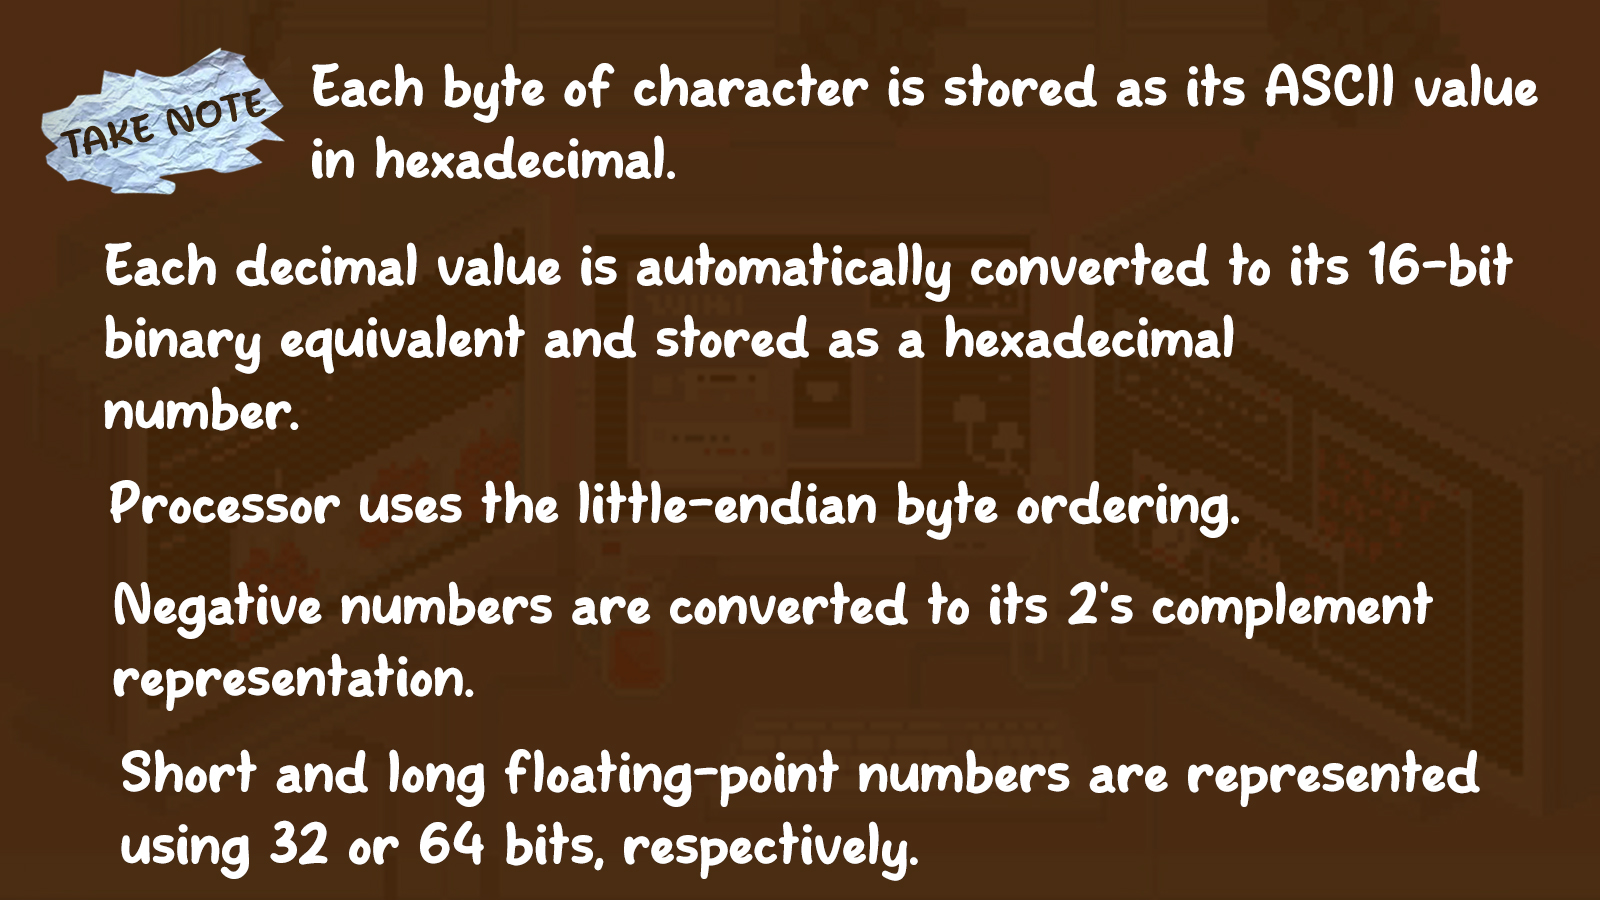 TAKE NOTE
Each byte of character is stored as its ASCII value
in hexadecimal.
Each decimal value is automatically converted to its 16-bit
binary equivalent and stored as a hexadecimal
number.
Processor uses the little-endian byte ordering.
Negative numbers are converted to its 2's complement
representation.
Short and long floating-point numbers are represented
using 32 or 64 bits, respectively.